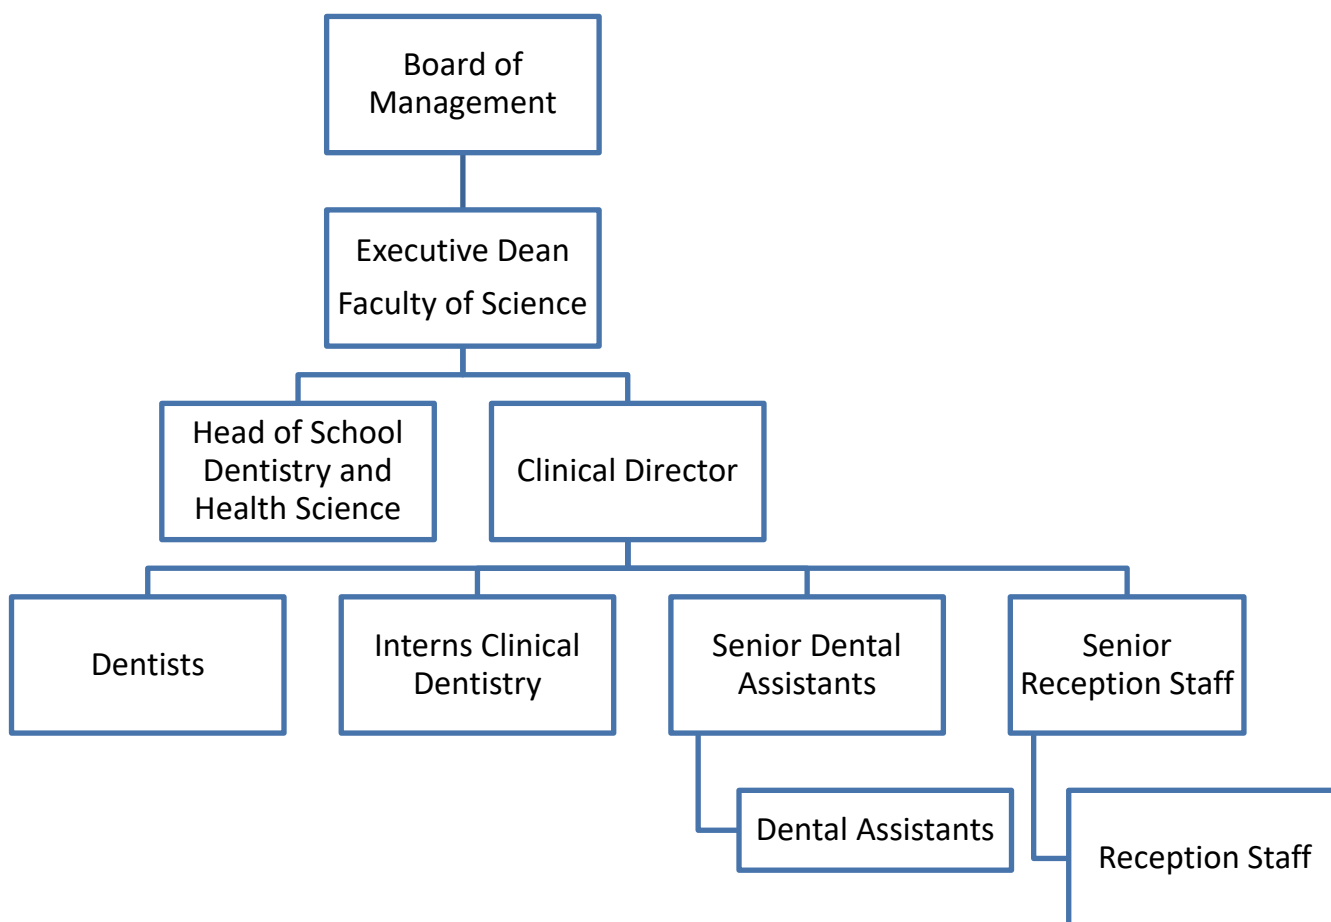 Board of
Management
Executive Dean
Faculty of Science
Head of School
Dentistry and
Health Science
Clinical Director
Dentists
Interns Clinical
Dentistry
Senior Dental
Assistants
Senior
Reception Staff
Dental Assistants
Reception Staff